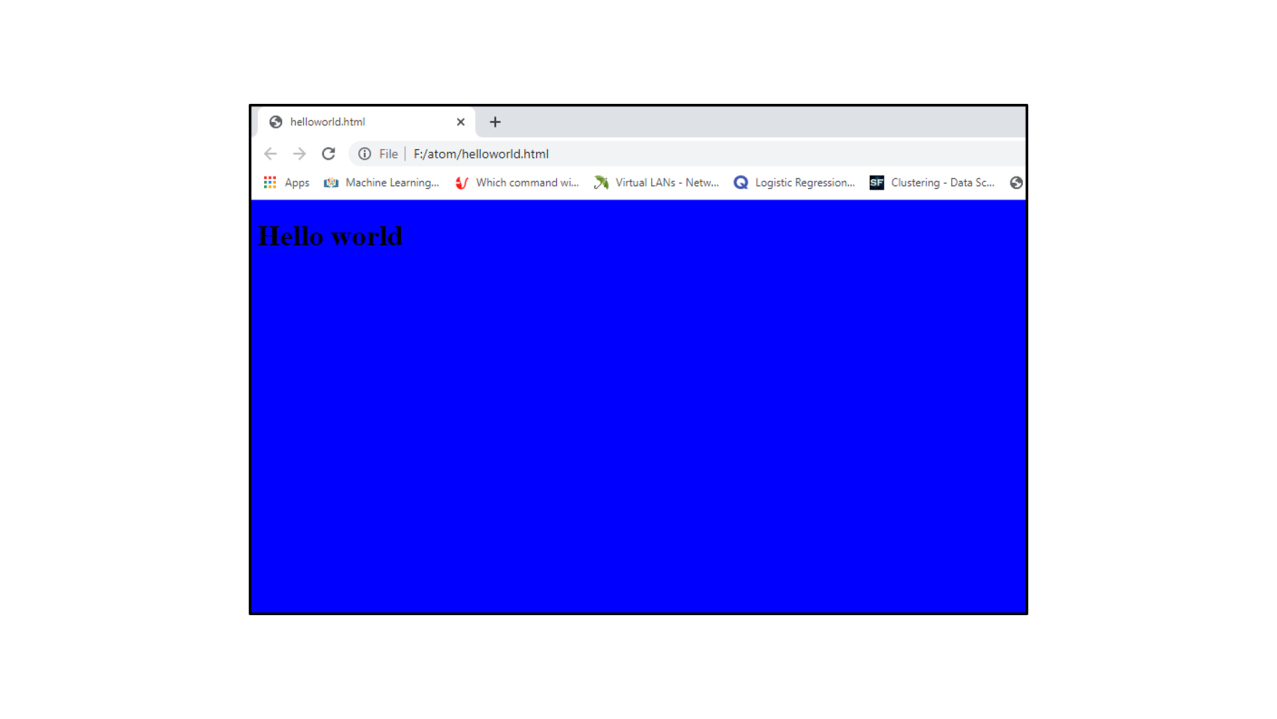 helloworld.html
File F:/atom/helloworld.html
Apps Machine Learning... Which command wi... Virtual LANs - Netw... Logistic Regression... SF Clustering - Data Sc...
Hello world